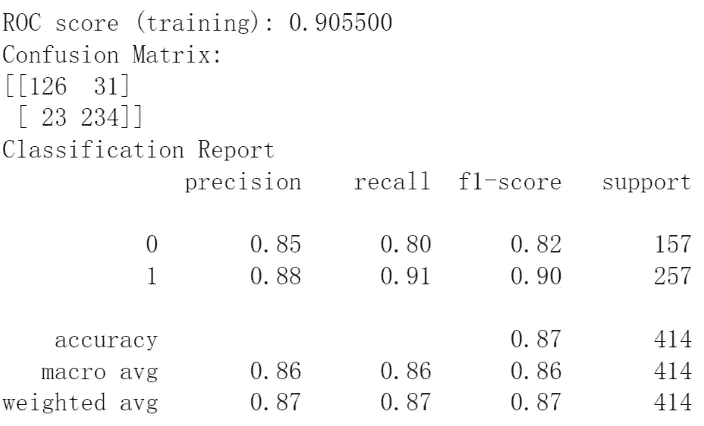 ROC score (training): 0.905500
Confusion Matrix:
[[126  31]
 [ 23 234]]
Classification Report
              precision    recall  f1-score   support

           0       0.85      0.80      0.82       157
           1       0.88      0.91      0.90       257

    accuracy                           0.87       414
   macro avg       0.86      0.86      0.86       414
weighted avg       0.87      0.87      0.87       414